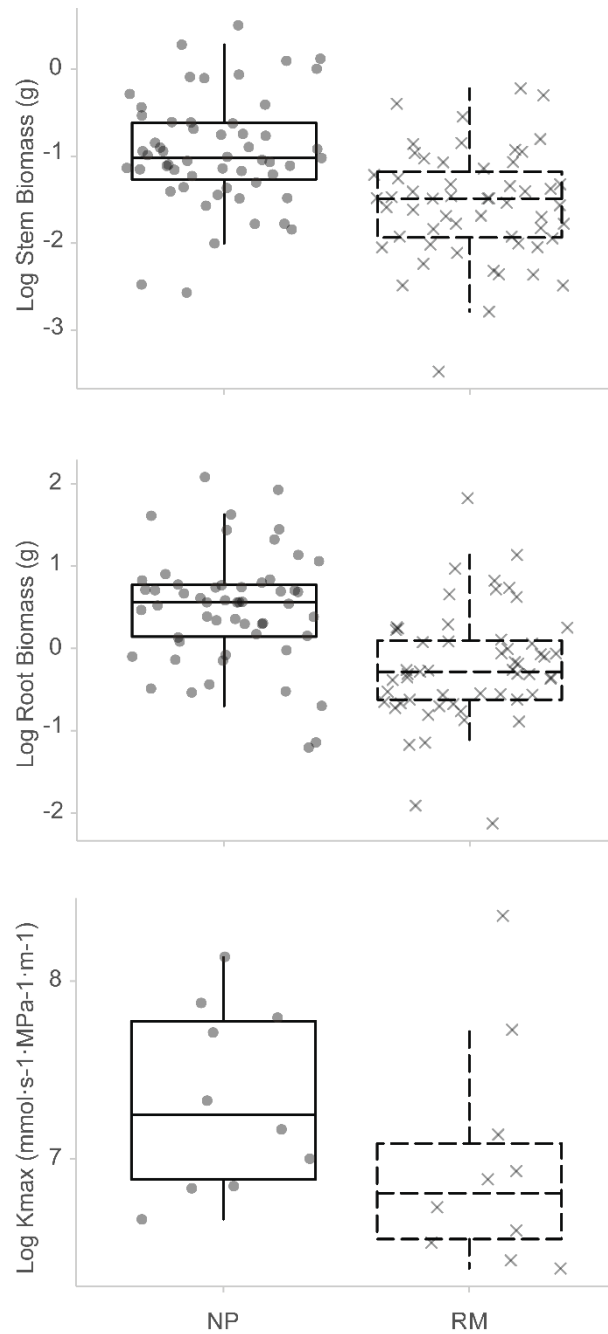 Log Stem Biomass (g)
0
-1
-2
-3
Log Root Biomass (g)
2
1
0
-1
-2
Log Kmax (mmol·s-1·MPa-1·m-1)
8
7
NP
RM